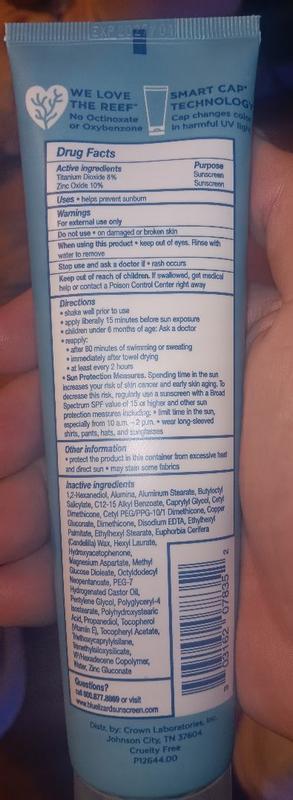 EXP
WE LOVE
THE REEF™
No Octinoxate
or Oxybenzone
SMART CAP™
TECHNOLOGY
Cap changes color
in harmful UV light
Drug Facts
Active ingredients Purpose
Titanium Dioxide 8% Sunscreen
Zinc Oxide 10% Sunscreen
Uses • helps prevent sunburn
Warnings
For external use only
Do not use • on damaged or broken skin
When using this product • keep out of eyes. Rinse with
water to remove
Stop use and ask a doctor if • rash occurs
Keep out of reach of children. If swallowed, get medical
help or contact a Poison Control Center right away
Directions
• shake well prior to use
• apply liberally 15 minutes before sun exposure
• children under 6 months of age: Ask a doctor
• reapply:
• after 80 minutes of swimming or sweating
• immediately after towel drying
• at least every 2 hours
• Sun Protection Measures. Spending time in the sun
increases your risk of skin cancer and early skin aging. To
decrease this risk, regularly use a sunscreen with a Broad
Spectrum SPF value of 15 or higher and other sun
protection measures including: • limit time in the sun,
especially from 10 a.m. – 2 p.m. • wear long-sleeved
shirts, pants, hats, and sunglasses
Other information
• protect the product in this container from excessive heat
and direct sun • may stain some fabrics
Inactive ingredients
1,2-Hexanediol, Alumina, Aluminum Stearate, Butyloctyl
Salicylate, C12-15 Alkyl Benzoate, Caprylyl Glycol, Cetyl
Dimethicone, Cetyl PEG/PPG-10/1 Dimethicone, Copper
Gluconate, Dimethicone, Disodium EDTA, Ethylhexyl
Palmitate, Ethylhexyl Stearate, Euphorbia Cerifera
(Candelilla) Wax, Hexyl Laurate,
Hydroxyacetophenone,
Magnesium Aspartate, Methyl
Glucose Dioleate, Octyldodecyl
Neopentanoate, PEG-7
Hydrogenated Castor Oil,
Pentylene Glycol, Polyglyceryl-4
Isostearate, Polyhydroxystearic
Acid, Propanediol, Tocopherol
(Vitamin E), Tocopheryl Acetate,
Triethoxycaprylylsilane,
Trimethylsiloxysilicate,
VP/Hexadecene Copolymer,
Water, Zinc Gluconate
Questions?
call 800.877.8869 or visit
www.bluelizardsunscreen.com
Distr. by: Crown Laboratories, Inc.
Johnson City, TN 37604
Cruelty Free
P12644.00